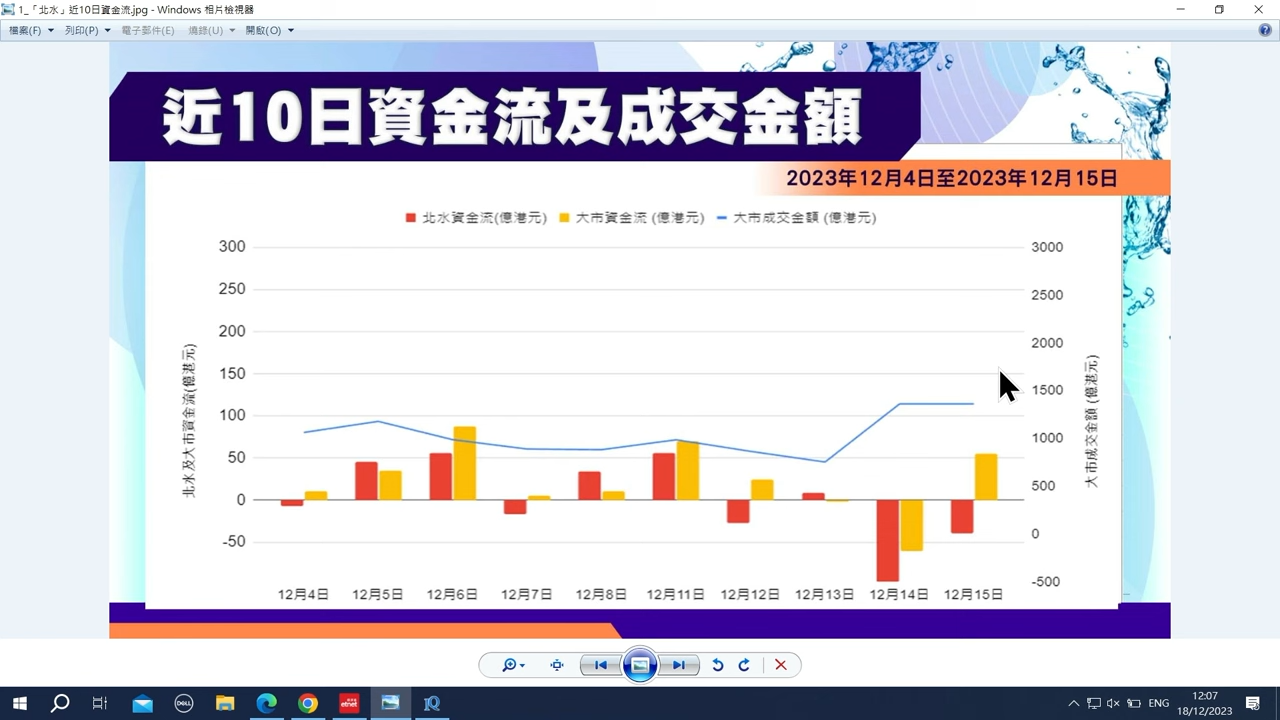 1_「北水」近10日資金流.jpg - Windows 相片檢視器
檔案(F) 列印(P) 電子郵件(E) 燒錄(U) 開啟(O)
近10日資金流及成交金額
2023年12月4日至2023年12月15日
北水資金流(億港元) 大市資金流 (億港元) 大市成交金額 (億港元)
北水及大市資金流(億港元)
300
250
200
150
100
50
0
-50
3000
2500
2000
1500
1000
500
0
-500
大市成交金額 (億港元)
12月4日 12月5日 12月6日 12月7日 12月8日 12月11日 12月12日 12月13日 12月14日 12月15日
DELL
etnet
IQ
ENG
12:07
18/12/2023